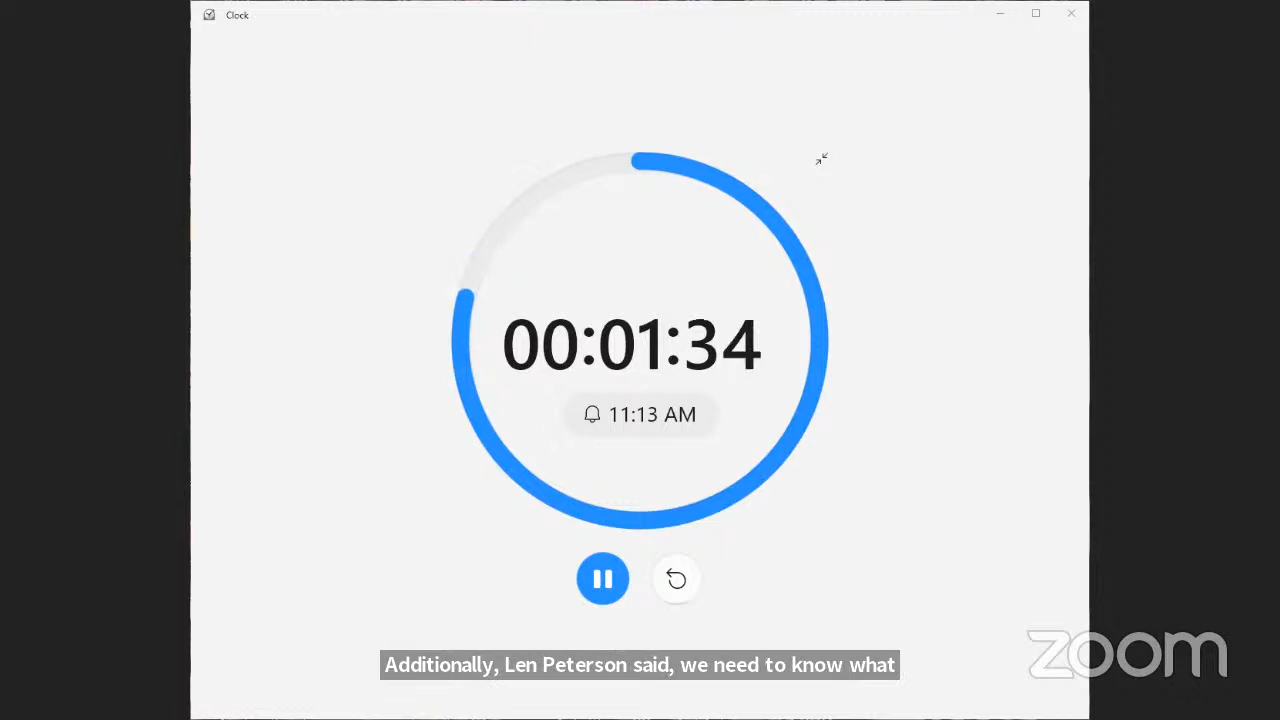 Clock
00:01:34
11:13 AM
Additionally, Len Peterson said, we need to know what
zoom